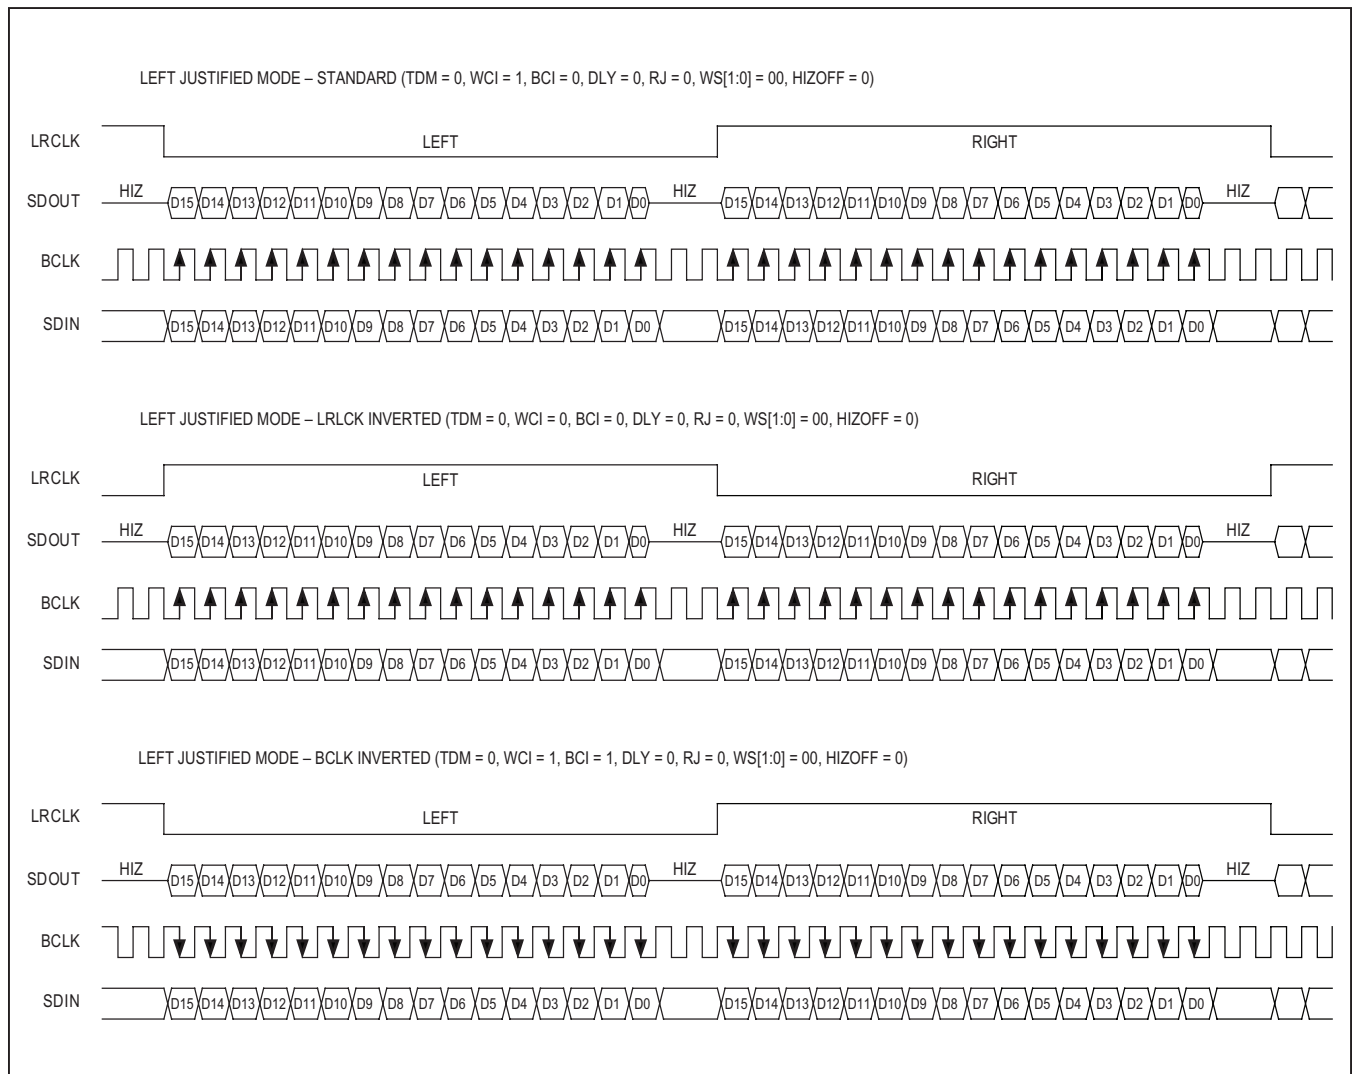 LEFT JUSTIFIED MODE – STANDARD (TDM = 0, WCI = 1, BCI = 0, DLY = 0, RJ = 0, WS[1:0] = 00, HIZOFF = 0)
LRCLK LEFT RIGHT
SDOUT HIZ D15 D14 D13 D12 D11 D10 D9 D8 D7 D6 D5 D4 D3 D2 D1 D0 HIZ D15 D14 D13 D12 D11 D10 D9 D8 D7 D6 D5 D4 D3 D2 D1 D0 HIZ
BCLK
SDIN D15 D14 D13 D12 D11 D10 D9 D8 D7 D6 D5 D4 D3 D2 D1 D0 D15 D14 D13 D12 D11 D10 D9 D8 D7 D6 D5 D4 D3 D2 D1 D0
LEFT JUSTIFIED MODE – LRLCK INVERTED (TDM = 0, WCI = 0, BCI = 0, DLY = 0, RJ = 0, WS[1:0] = 00, HIZOFF = 0)
LRCLK LEFT RIGHT
SDOUT HIZ D15 D14 D13 D12 D11 D10 D9 D8 D7 D6 D5 D4 D3 D2 D1 D0 HIZ D15 D14 D13 D12 D11 D10 D9 D8 D7 D6 D5 D4 D3 D2 D1 D0 HIZ
BCLK
SDIN D15 D14 D13 D12 D11 D10 D9 D8 D7 D6 D5 D4 D3 D2 D1 D0 D15 D14 D13 D12 D11 D10 D9 D8 D7 D6 D5 D4 D3 D2 D1 D0
LEFT JUSTIFIED MODE – BCLK INVERTED (TDM = 0, WCI = 1, BCI = 1, DLY = 0, RJ = 0, WS[1:0] = 00, HIZOFF = 0)
LRCLK LEFT RIGHT
SDOUT HIZ D15 D14 D13 D12 D11 D10 D9 D8 D7 D6 D5 D4 D3 D2 D1 D0 HIZ D15 D14 D13 D12 D11 D10 D9 D8 D7 D6 D5 D4 D3 D2 D1 D0 HIZ
BCLK
SDIN D15 D14 D13 D12 D11 D10 D9 D8 D7 D6 D5 D4 D3 D2 D1 D0 D15 D14 D13 D12 D11 D10 D9 D8 D7 D6 D5 D4 D3 D2 D1 D0